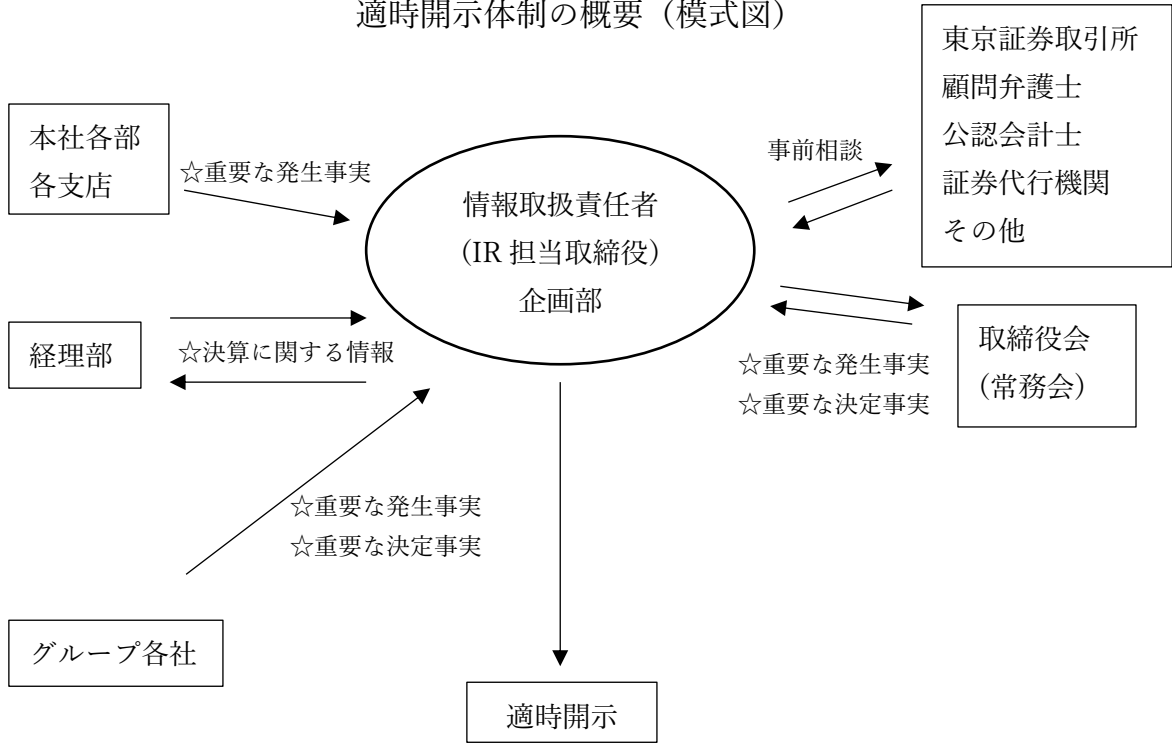 適時開示体制の概要（模式図）
東京証券取引所
顧問弁護士
公認会計士
証券代行機関
その他
本社各部
各支店
☆重要な発生事実
情報取扱責任者
(IR 担当取締役)
企画部
事前相談
経理部
☆決算に関する情報
取締役会
(常務会)
☆重要な発生事実
☆重要な決定事実
☆重要な発生事実
☆重要な決定事実
グループ各社
適時開示